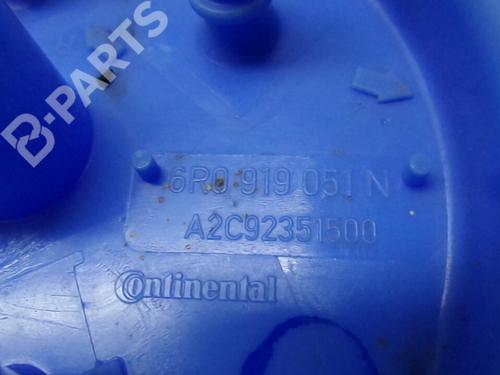 B-PARTS
6R0 919 051 N
A2C92351500
Continental